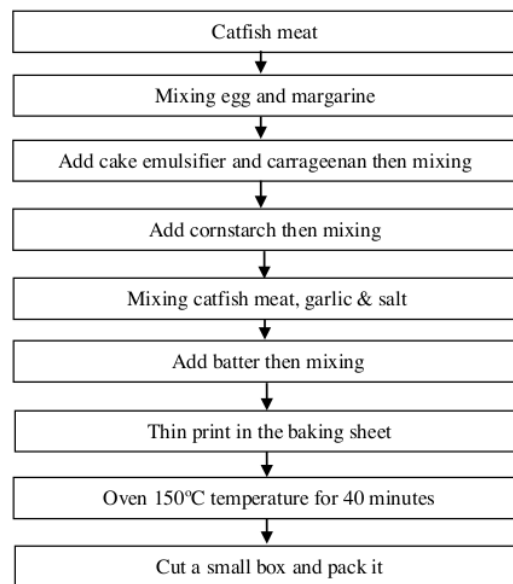 Catfish meat
Mixing egg and margarine
Add cake emulsifier and carrageenan then mixing
Add cornstarch then mixing
Mixing catfish meat, garlic & salt
Add batter then mixing
Thin print in the baking sheet
Oven 150ºC temperature for 40 minutes
Cut a small box and pack it